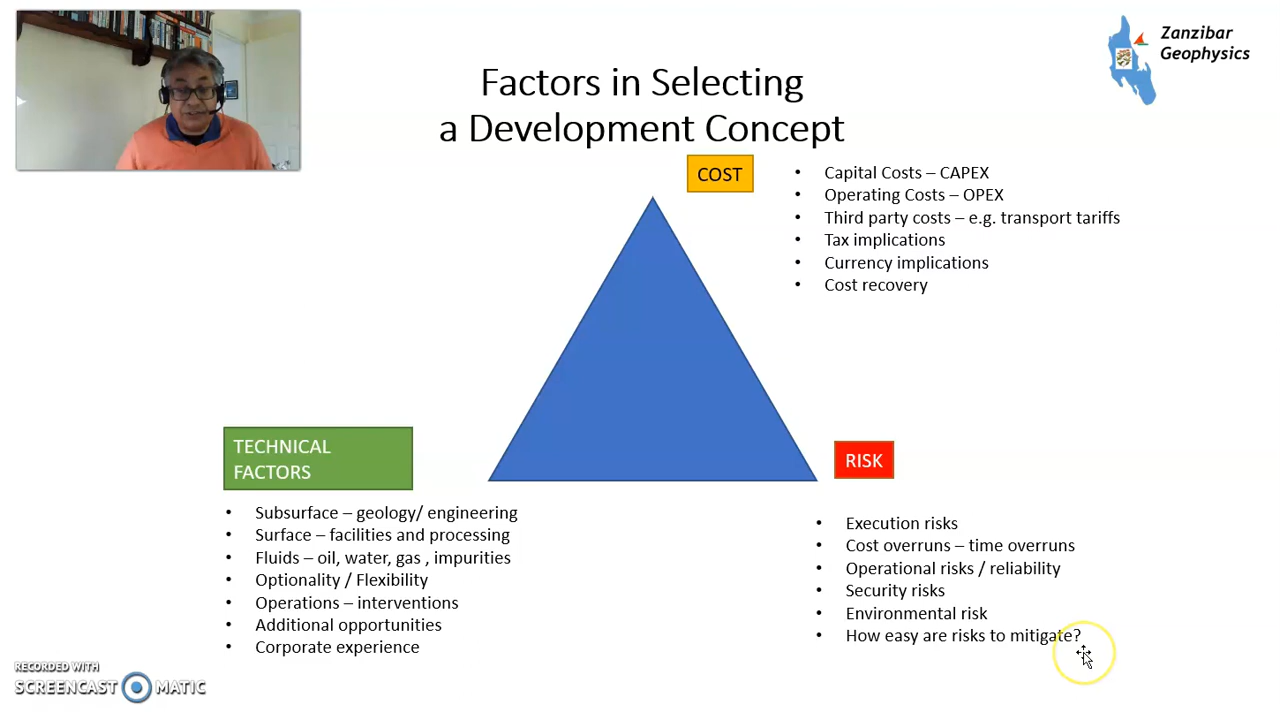 Zanzibar
Geophysics
Factors in Selecting
a Development Concept
COST
• Capital Costs – CAPEX
• Operating Costs – OPEX
• Third party costs – e.g. transport tariffs
• Tax implications
• Currency implications
• Cost recovery
TECHNICAL
FACTORS
• Subsurface – geology/ engineering
• Surface – facilities and processing
• Fluids – oil, water, gas , impurities
• Optionality / Flexibility
• Operations – interventions
• Additional opportunities
• Corporate experience
RISK
• Execution risks
• Cost overruns – time overruns
• Operational risks / reliability
• Security risks
• Environmental risk
• How easy are risks to mitigate?
RECORDED WITH
SCREENCAST MATIC